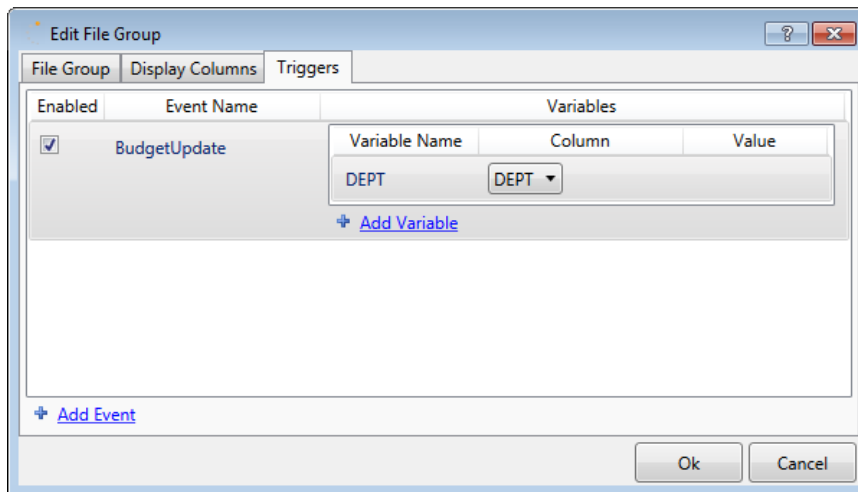 Edit File Group
?
File Group Display Columns Triggers
Enabled Event Name Variables
BudgetUpdate Variable Name Column Value
DEPT DEPT
Add Variable
Add Event
Ok Cancel